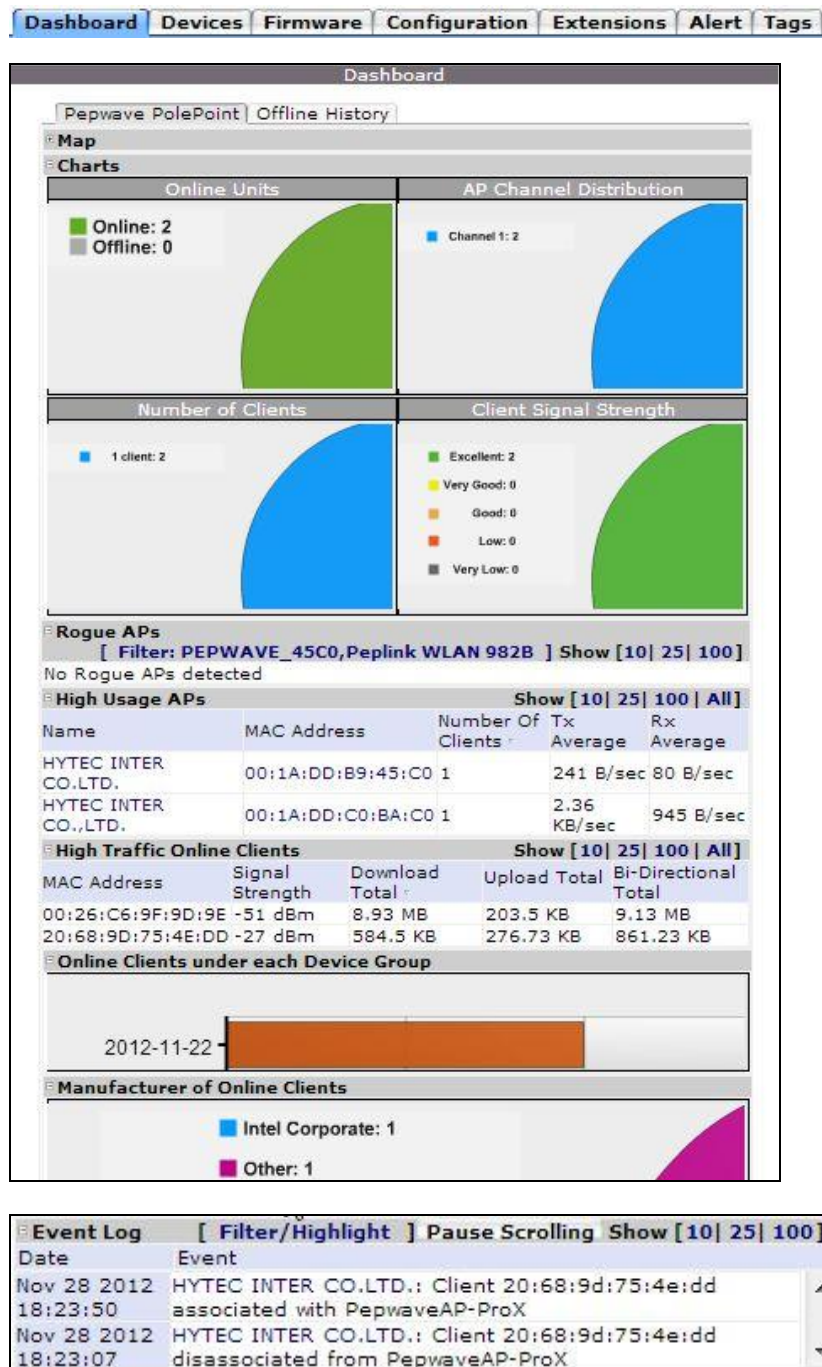 Dashboard Devices Firmware Configuration Extensions Alert Tags
Dashboard
Pepwave PolePoint Offline History
Map
Charts
Online Units AP Channel Distribution
Online: 2
Offline: 0
Channel 1: 2
Number of Clients Client Signal Strength
1 client: 2
Excellent: 2
Very Good: 0
Good: 0
Low: 0
Very Low: 0
Rogue APs
[ Filter: PEPWAVE_45C0,Peplink WLAN 982B ] Show [10| 25| 100]
No Rogue APs detected
High Usage APs Show [10| 25| 100 | All]
Name MAC Address Number Of Clients Tx Average Rx Average
HYTEC INTER CO.LTD. 00:1A:DD:B9:45:C0 1 241 B/sec 80 B/sec
HYTEC INTER CO.,LTD. 00:1A:DD:C0:BA:C0 1 2.36 KB/sec 945 B/sec
High Traffic Online Clients Show [10| 25| 100 | All]
MAC Address Signal Strength Download Total Upload Total Bi-Directional Total
00:26:C6:9F:9D:9E -51 dBm 8.93 MB 203.5 KB 9.13 MB
20:68:9D:75:4E:DD -27 dBm 584.5 KB 276.73 KB 861.23 KB
Online Clients under each Device Group
2012-11-22
Manufacturer of Online Clients
Intel Corporate: 1
Other: 1
Event Log [ Filter/Highlight ] Pause Scrolling Show [10| 25| 100]
Date Event
Nov 28 2012 HYTEC INTER CO.LTD.: Client 20:68:9d:75:4e:dd
18:23:50 associated with PepwaveAP-ProX
Nov 28 2012 HYTEC INTER CO.LTD.: Client 20:68:9d:75:4e:dd
18:23:07 disassociated from PepwaveAP-ProX